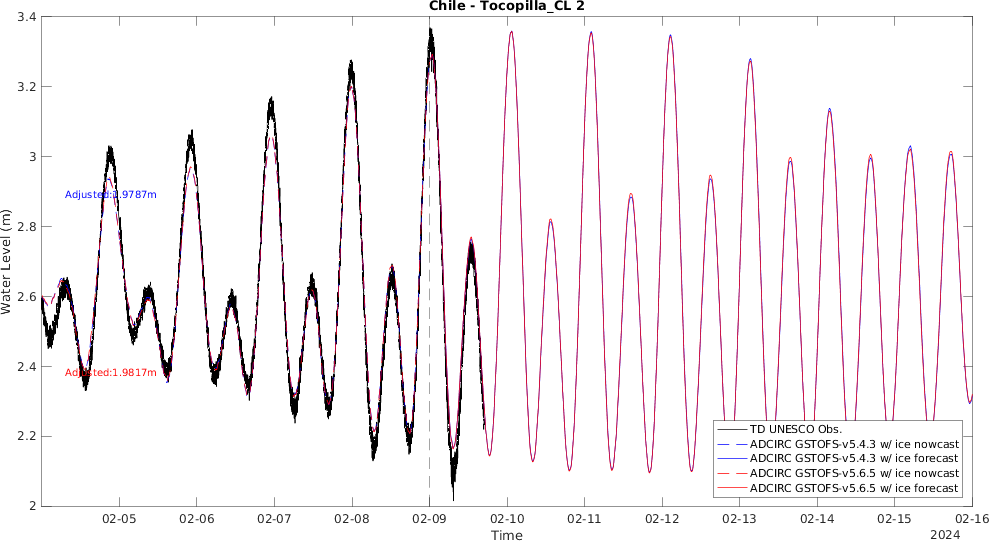 Chile - Tocopilla_CL 2
3.4
3.2
3
2.8
2.6
2.4
2.2
2
Water Level (m)
Adjusted:1.9787m
Adjusted:1.9817m
TD UNESCO Obs.
ADCIRC GSTOFS-v5.4.3 w/ ice nowcast
ADCIRC GSTOFS-v5.4.3 w/ ice forecast
ADCIRC GSTOFS-v5.6.5 w/ ice nowcast
ADCIRC GSTOFS-v5.6.5 w/ ice forecast
02-05 02-06 02-07 02-08 02-09 02-10 02-11 02-12 02-13 02-14 02-15 02-16
Time
2024